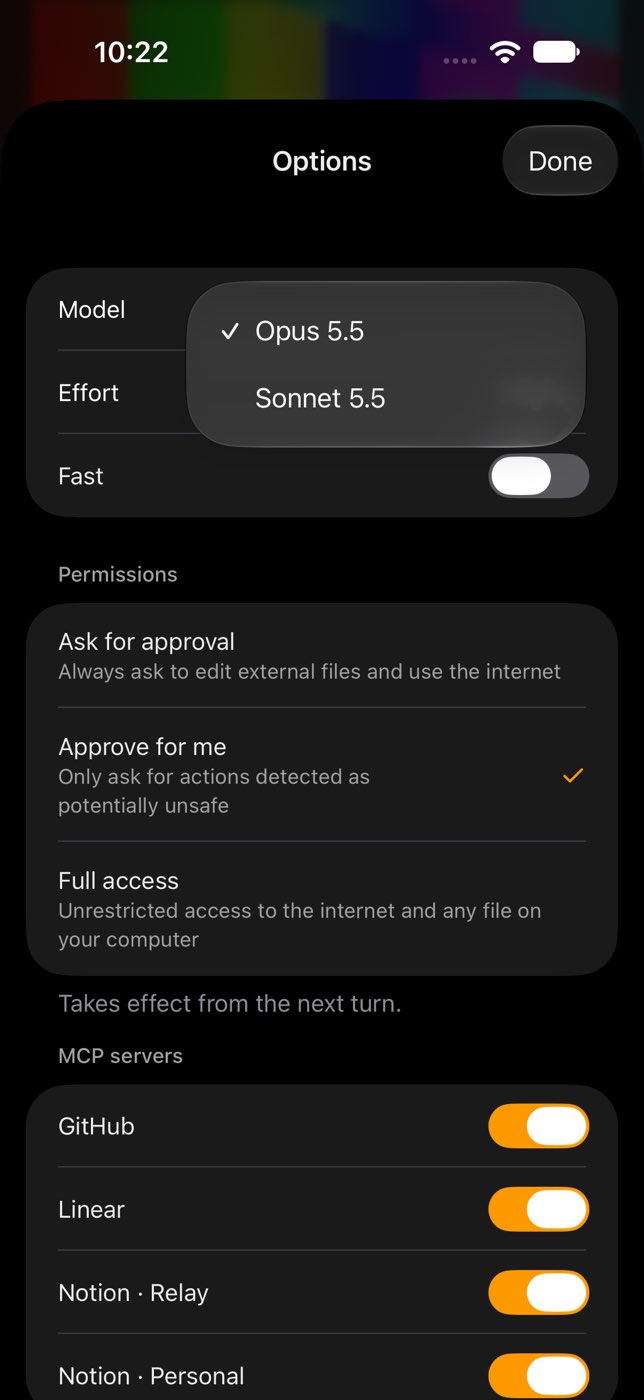 10:22
Options
Done
Model
Opus 5.5
Sonnet 5.5
Effort
Fast
Permissions
Ask for approval
Always ask to edit external files and use the internet
Approve for me
Only ask for actions detected as
potentially unsafe
Full access
Unrestricted access to the internet and any file on
your computer
Takes effect from the next turn.
MCP servers
GitHub
Linear
Notion · Relay
Notion · Personal